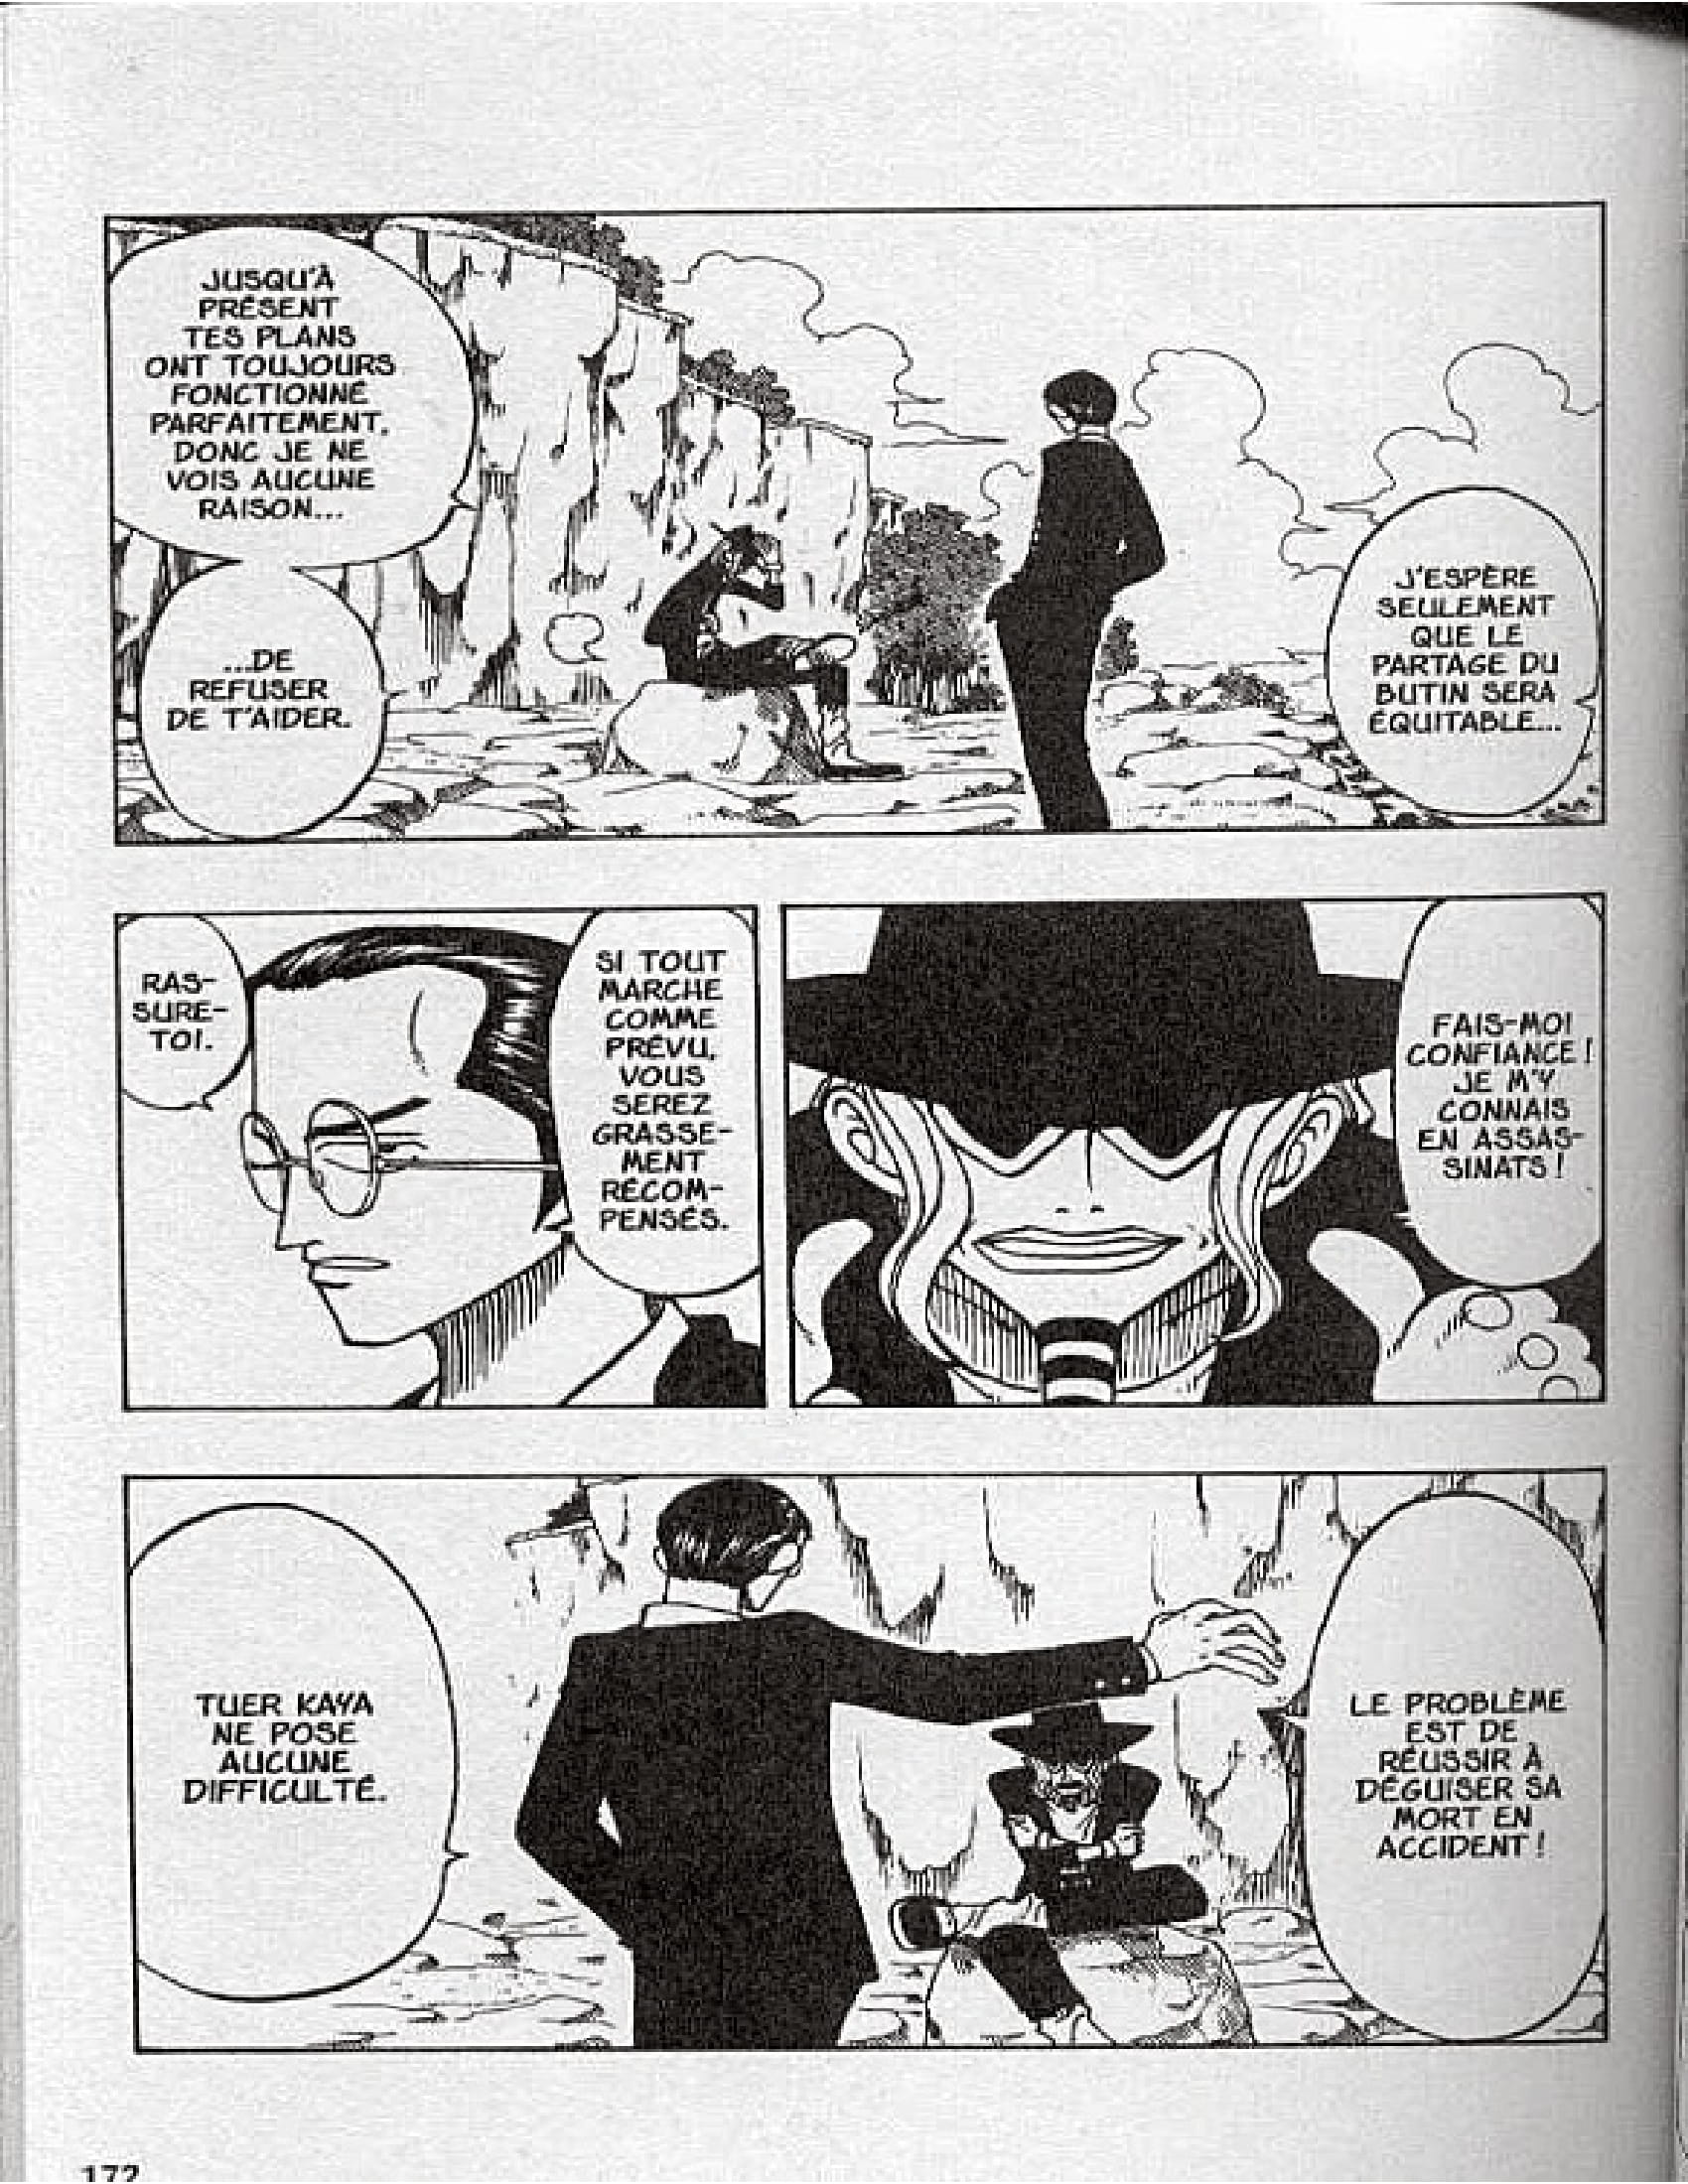 JUSQU'À
PRÉSENT
TES PLANS
ONT TOUJOURS
FONCTIONNÉ
PARFAITEMENT,
DONC JE NE
VOIS AUCUNE
RAISON...
...DE
REFUSER
DE T'AIDER.
J'ESPÈRE
SEULEMENT
QUE LE
PARTAGE DU
BUTIN SERA
ÉQUITABLE...
RAS-
SURE-
TOI.
SI TOUT
MARCHE
COMME
PRÉVU,
VOUS
SEREZ
GRASSE-
MENT
RÉCOM-
PENSÉS.
FAIS-MOI
CONFIANCE !
JE M'Y
CONNAIS
EN ASSAS-
SINATS !
TUER KAYA
NE POSE
AUCUNE
DIFFICULTÉ.
LE PROBLÈME
EST DE
RÉUSSIR À
DÉGUISER SA
MORT EN
ACCIDENT !
172